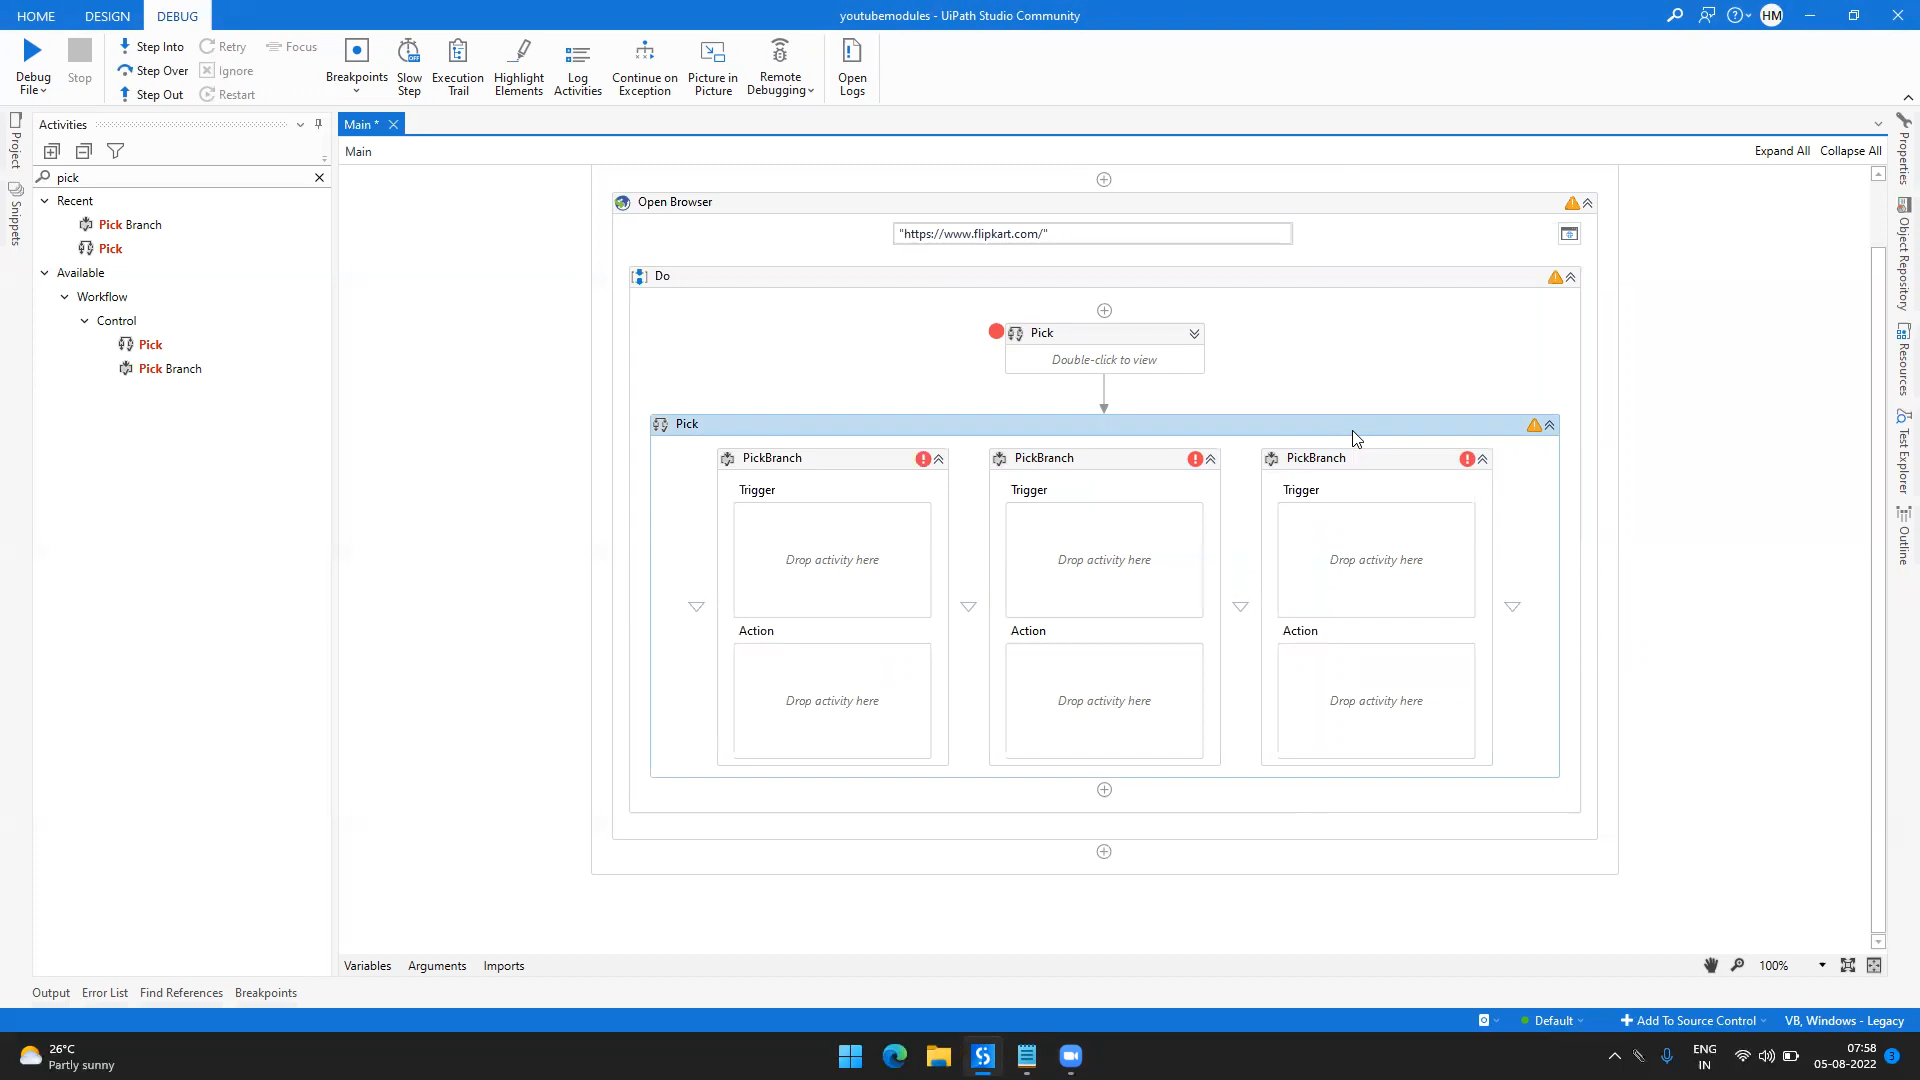 HOME DESIGN DEBUG
youtubemodules - UiPath Studio Community
HM
Debug File
Stop
Step Into
Step Over
Step Out
Retry
Ignore
Restart
Focus
Breakpoints
Slow Step
Execution Trail
Highlight Elements
Log Activities
Continue on Exception
Picture in Picture
Remote Debugging
Open Logs
Project
Snippets
Activities
pick
Recent
Pick Branch
Pick
Available
Workflow
Control
Pick
Pick Branch
Main *
Main
Expand All Collapse All
Open Browser
"https://www.flipkart.com/"
Do
Pick
Double-click to view
Pick
PickBranch PickBranch PickBranch
Trigger Trigger Trigger
Drop activity here Drop activity here Drop activity here
Action Action Action
Drop activity here Drop activity here Drop activity here
Properties
Object Repository
Resources
Test Explorer
Outline
Variables Arguments Imports
100%
Output Error List Find References Breakpoints
Default
Add To Source Control
VB, Windows - Legacy
26°C
Partly sunny
ENG
IN
07:58
05-08-2022
3